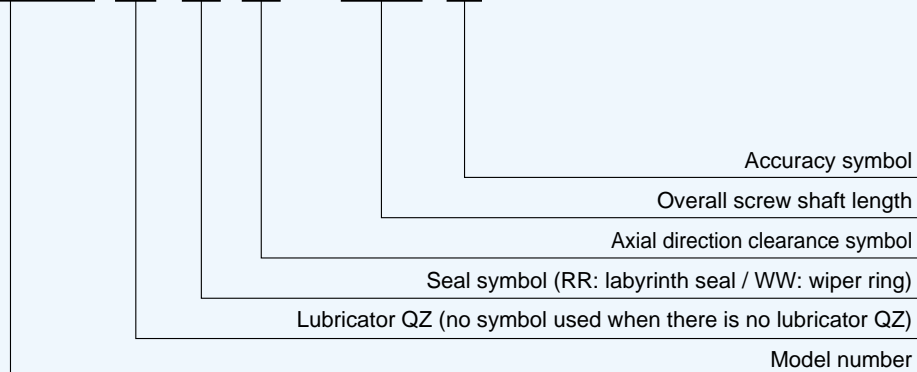 Accuracy symbol
Overall screw shaft length
Axial direction clearance symbol
Seal symbol (RR: labyrinth seal / WW: wiper ring)
Lubricator QZ (no symbol used when there is no lubricator QZ)
Model number